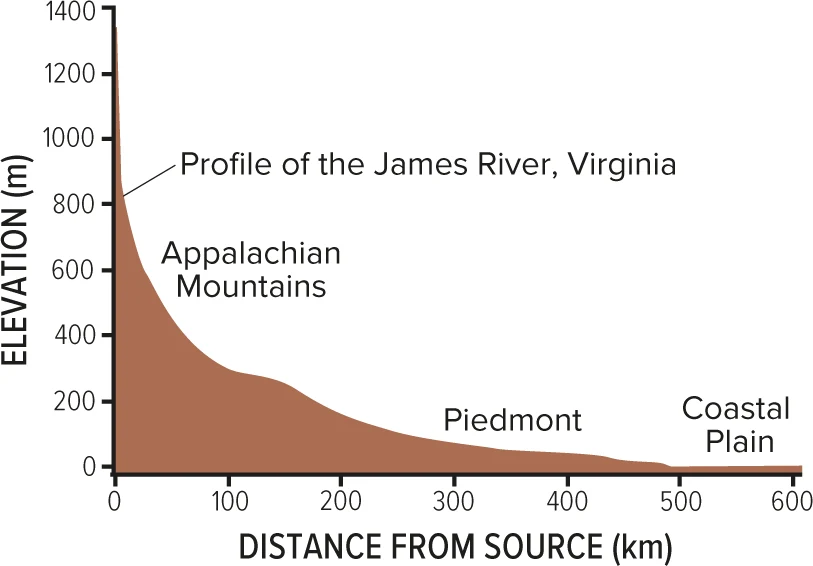 1400
1200
1000
800
600
400
200
0
ELEVATION (m)
Profile of the James River, Virginia
Appalachian
Mountains
Piedmont
Coastal
Plain
0 100 200 300 400 500 600
DISTANCE FROM SOURCE (km)